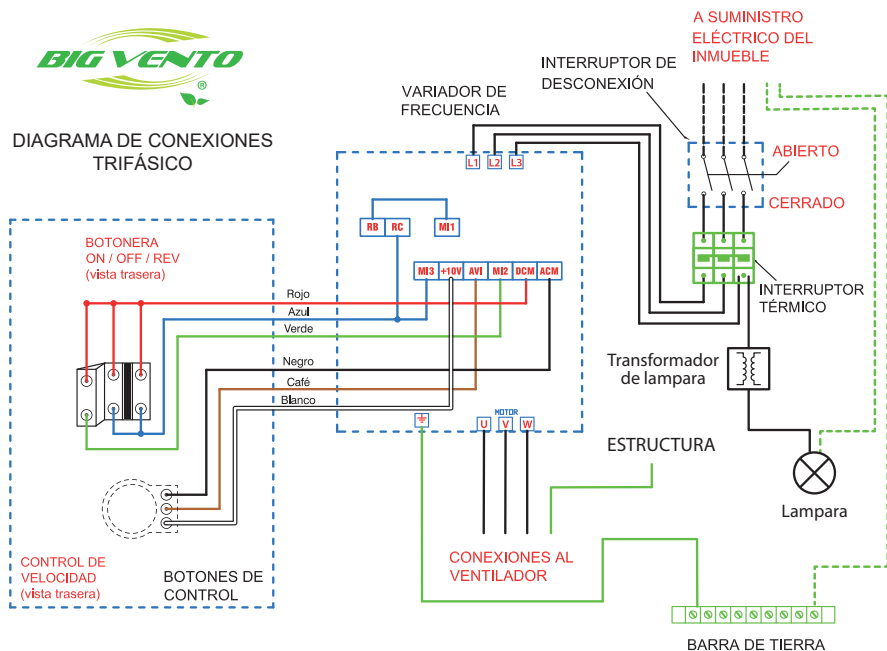 BIG VENTO
®
DIAGRAMA DE CONEXIONES
TRIFÁSICO
A SUMINISTRO
ELÉCTRICO DEL
INMUEBLE
INTERRUPTOR DE
DESCONEXIÓN
VARIADOR DE
FRECUENCIA
L1 L2 L3
ABIERTO
CERRADO
RB RC MI1
BOTONERA
ON / OFF / REV
(vista trasera)
MI3 +10V AVI MI2 DCM ACM
INTERRUPTOR
TÉRMICO
Rojo
Azul
Verde
Negro
Café
Blanco
Transformador
de lampara
MOTOR
U V W
ESTRUCTURA
Lampara
CONTROL DE
VELOCIDAD
(vista trasera)
BOTONES DE
CONTROL
CONEXIONES AL
VENTILADOR
BARRA DE TIERRA